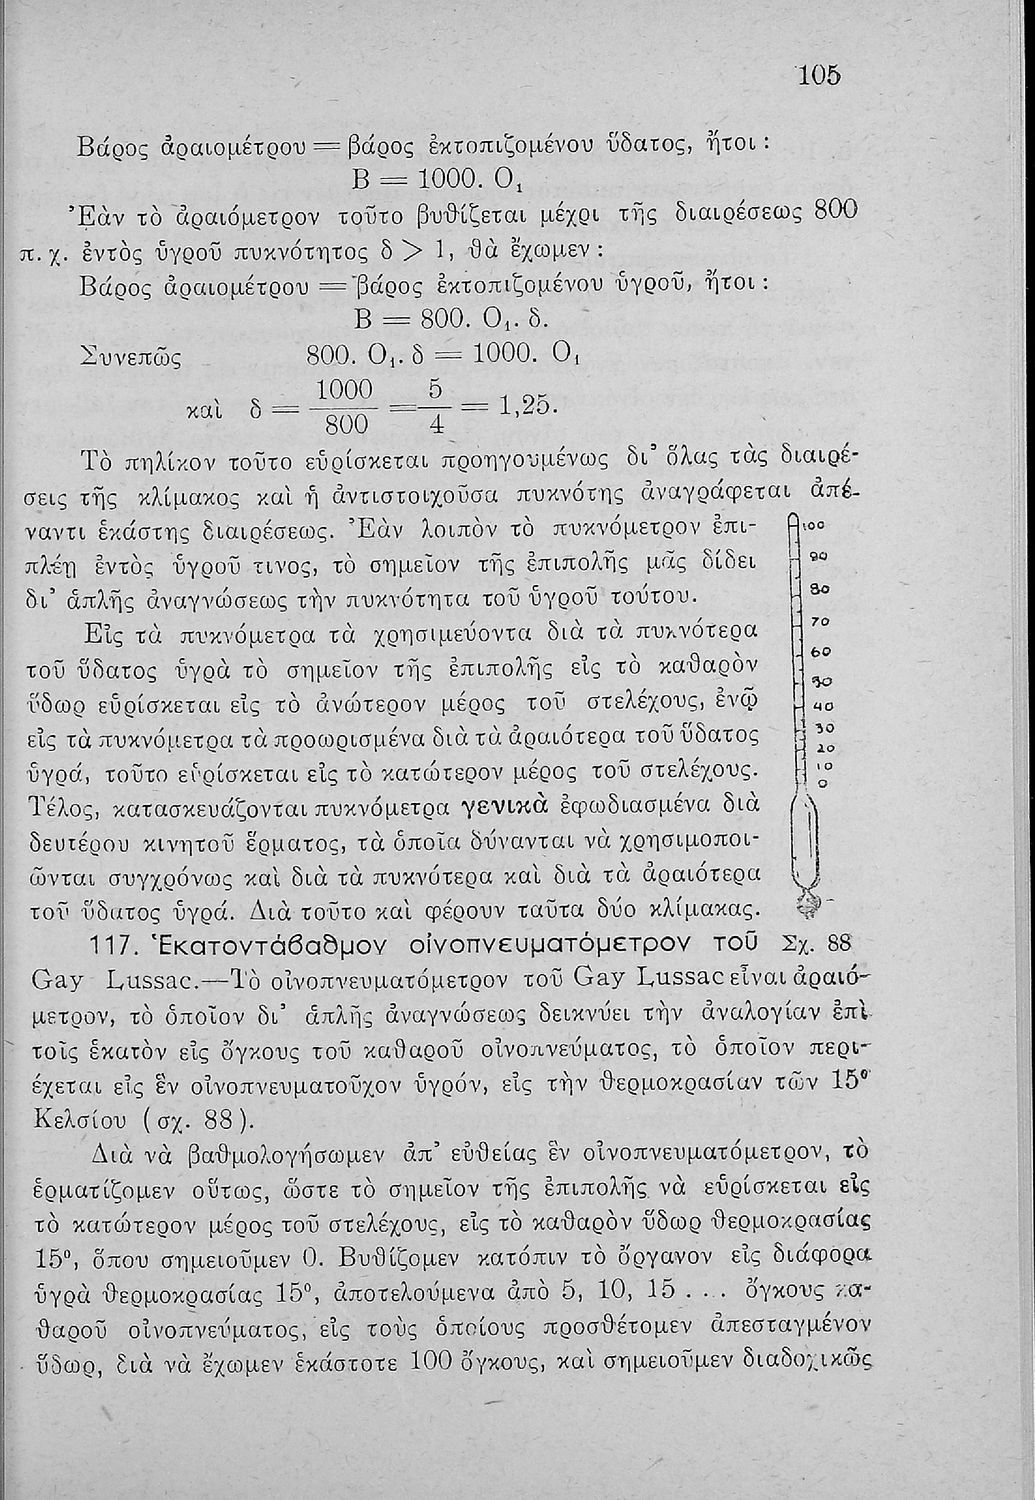 105
Βάρος ἀραιομέτρου = βάρος ἐκτοπιζομένου ὕδατος, ἤτοι :
Β = 1000. Ο₁
Ἐὰν τὸ ἀραιόμετρον τοῦτο βυθίζεται μέχρι τῆς διαιρέσεως 800
π. χ. ἐντὸς ὑγροῦ πυκνότητος δ > 1, θὰ ἔχωμεν :
Βάρος ἀραιομέτρου = βάρος ἐκτοπιζομένου ὑγροῦ, ἤτοι :
Β = 800. Ο₁. δ.
Συνεπῶς 800. Ο₁. δ = 1000. Ο₁
καὶ δ = 1000/800 = 5/4 = 1,25.
Τὸ πηλίκον τοῦτο εὑρίσκεται προηγουμένως δι’ ὅλας τὰς διαιρέ-
σεις τῆς κλίμακος καὶ ἡ ἀντιστοιχοῦσα πυκνότης ἀναγράφεται ἀπέ-
ναντι ἑκάστης διαιρέσεως. Ἐὰν λοιπὸν τὸ πυκνόμετρον ἐπι-
πλέῃ ἐντὸς ὑγροῦ τινος, τὸ σημεῖον τῆς ἐπιπολῆς μᾶς δίδει
δι’ ἁπλῆς ἀναγνώσεως τὴν πυκνότητα τοῦ ὑγροῦ τούτου.
Εἰς τὰ πυκνόμετρα τὰ χρησιμεύοντα διὰ τὰ πυκνότερα
τοῦ ὕδατος ὑγρὰ τὸ σημεῖον τῆς ἐπιπολῆς εἰς τὸ καθαρὸν
ὕδωρ εὑρίσκεται εἰς τὸ ἀνώτερον μέρος τοῦ στελέχους, ἐνῷ
εἰς τὰ πυκνόμετρα τὰ προωρισμένα διὰ τὰ ἀραιότερα τοῦ ὕδατος
ὑγρά, τοῦτο εὑρίσκεται εἰς τὸ κατώτερον μέρος τοῦ στελέχους.
Τέλος, κατασκευάζονται πυκνόμετρα γενικὰ ἐφωδιασμένα διὰ
δευτέρου κινητοῦ ἕρματος, τὰ ὁποῖα δύνανται νὰ χρησιμοποι-
ῶνται συγχρόνως καὶ διὰ τὰ πυκνότερα καὶ διὰ τὰ ἀραιότερα
τοῦ ὕδατος ὑγρά. Διὰ τοῦτο καὶ φέρουν ταῦτα δύο κλίμακας.
100
90
80
70
60
50
40
30
20
10
0
Σχ. 88
117. Ἑκατοντάβαθμον οἰνοπνευματόμετρον τοῦ
Gay Lussac.—Τὸ οἰνοπνευματόμετρον τοῦ Gay Lussac εἶναι ἀραιό-
μετρον, τὸ ὁποῖον δι’ ἁπλῆς ἀναγνώσεως δεικνύει τὴν ἀναλογίαν ἐπὶ
τοῖς ἑκατὸν εἰς ὄγκους τοῦ καθαροῦ οἰνοπνεύματος, τὸ ὁποῖον περι-
έχεται εἰς ἓν οἰνοπνευματοῦχον ὑγρόν, εἰς τὴν θερμοκρασίαν τῶν 15°
Κελσίου (σχ. 88).
Διὰ νὰ βαθμολογήσωμεν ἀπ’ εὐθείας ἓν οἰνοπνευματόμετρον, τὸ
ἑρματίζομεν οὕτως, ὥστε τὸ σημεῖον τῆς ἐπιπολῆς νὰ εὑρίσκεται εἰς
τὸ κατώτερον μέρος τοῦ στελέχους, εἰς τὸ καθαρὸν ὕδωρ θερμοκρασίας
15°, ὅπου σημειοῦμεν 0. Βυθίζομεν κατόπιν τὸ ὄργανον εἰς διάφορα
ὑγρὰ θερμοκρασίας 15°, ἀποτελούμενα ἀπὸ 5, 10, 15 . . . ὄγκους κα-
θαροῦ οἰνοπνεύματος, εἰς τοὺς ὁποίους προσθέτομεν ἀπεσταγμένον
ὕδωρ, διὰ νὰ ἔχωμεν ἑκάστοτε 100 ὄγκους, καὶ σημειοῦμεν διαδοχικῶς